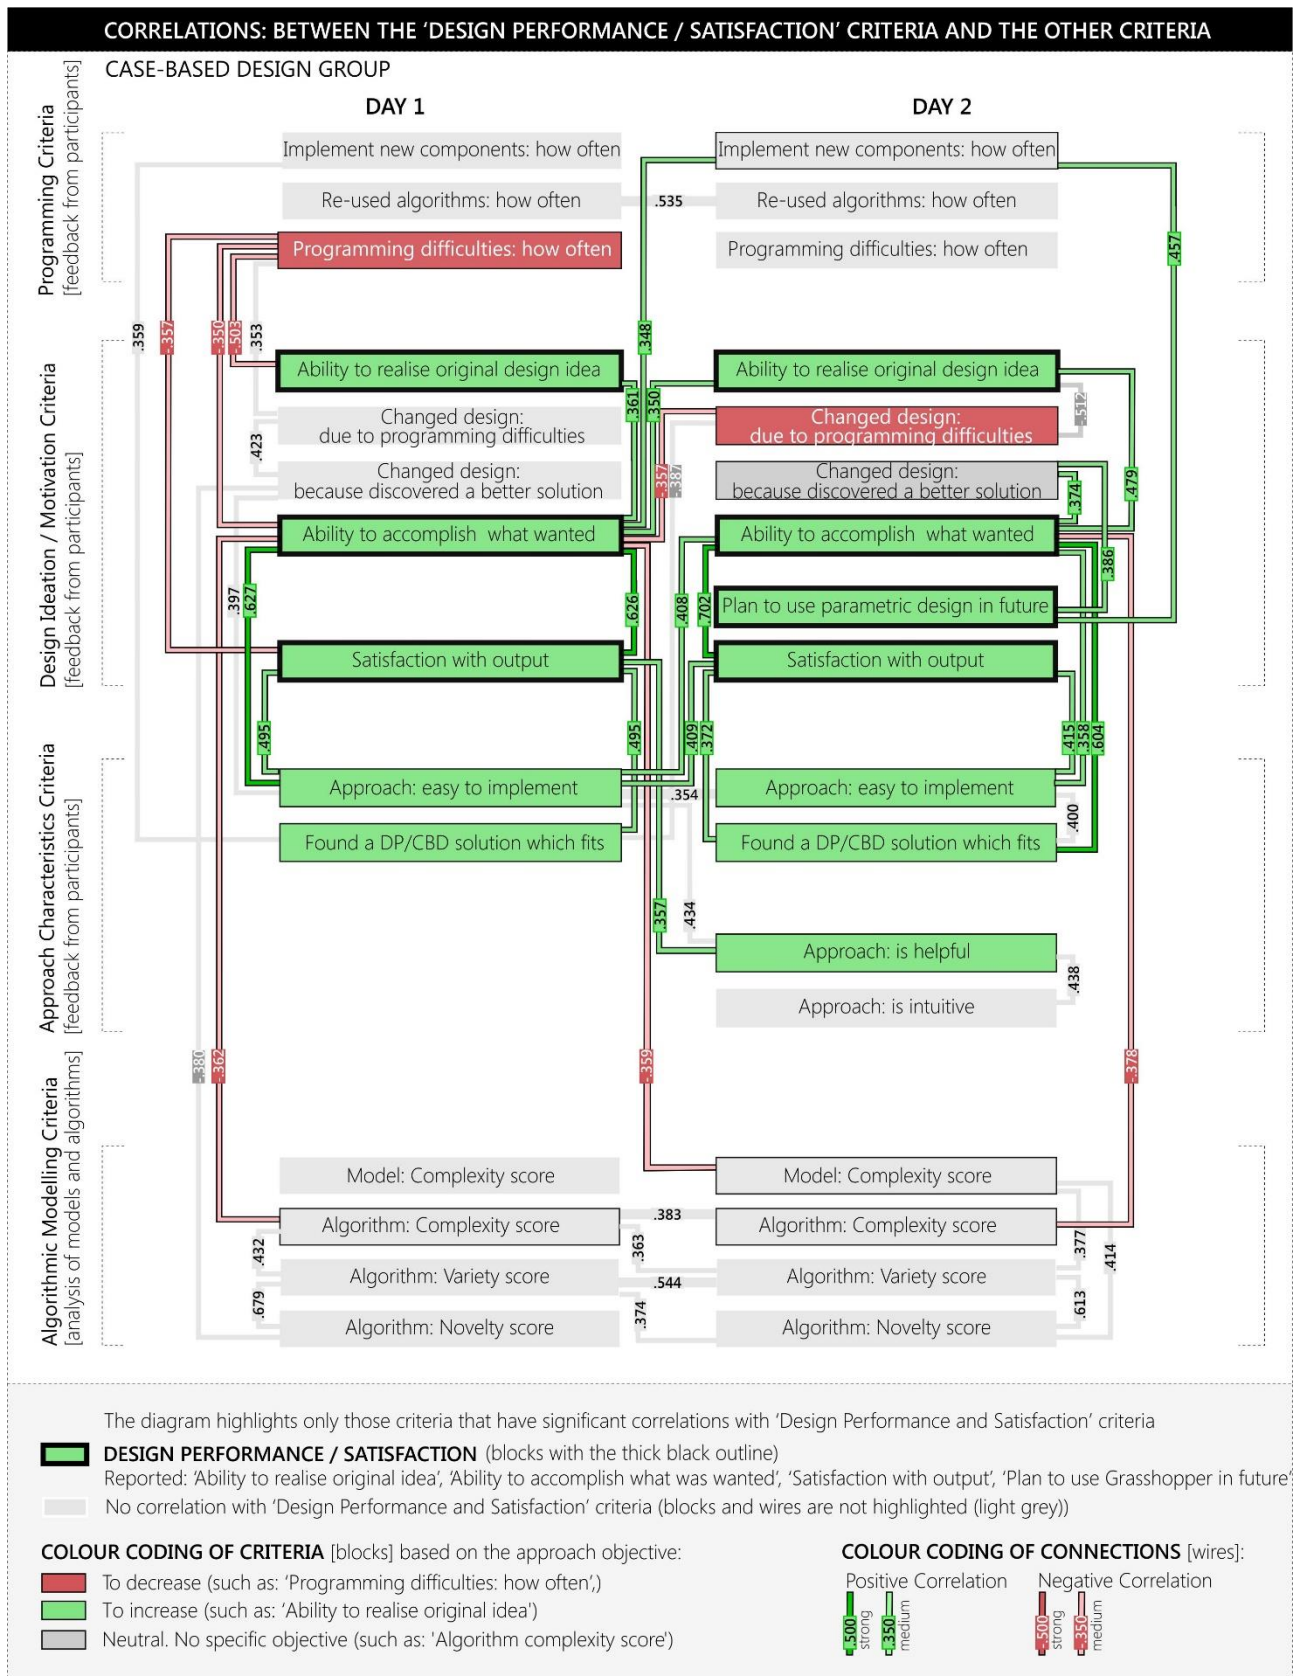 CORRELATIONS: BETWEEN THE ‘DESIGN PERFORMANCE / SATISFACTION’ CRITERIA AND THE OTHER CRITERIA
CASE-BASED DESIGN GROUP
DAY 1
DAY 2
Programming Criteria
[feedback from participants]
Implement new components: how often
Implement new components: how often
Re-used algorithms: how often
.535
Re-used algorithms: how often
Programming difficulties: how often
Programming difficulties: how often
.457
.359
-.357
-.350
-.503
.353
.348
Design Ideation / Motivation Criteria
[feedback from participants]
Ability to realise original design idea
Ability to realise original design idea
.361
.350
-.512
Changed design:
due to programming difficulties
Changed design:
due to programming difficulties
.423
-.357
-.387
.479
Changed design:
because discovered a better solution
Changed design:
because discovered a better solution
.374
Ability to accomplish  what wanted
Ability to accomplish  what wanted
.386
.397
.627
.626
.408
.702
Plan to use parametric design in future
Satisfaction with output
Satisfaction with output
.495
.495
.409
.372
.415
.358
.604
Approach Characteristics Criteria
[feedback from participants]
Approach: easy to implement
.354
Approach: easy to implement
.400
Found a DP/CBD solution which fits
Found a DP/CBD solution which fits
.357
.434
Approach: is helpful
.438
Approach: is intuitive
-.380
-.362
-.359
-.378
Algorithmic Modelling Criteria
[analysis of models and algorithms]
Model: Complexity score
Model: Complexity score
Algorithm: Complexity score
.383
Algorithm: Complexity score
.432
.363
.377
.414
Algorithm: Variety score
.544
Algorithm: Variety score
.679
.374
.613
Algorithm: Novelty score
Algorithm: Novelty score
The diagram highlights only those criteria that have significant correlations with ‘Design Performance and Satisfaction’ criteria
DESIGN PERFORMANCE / SATISFACTION (blocks with the thick black outline)
Reported: ‘Ability to realise original idea’, ‘Ability to accomplish what was wanted’, ‘Satisfaction with output’, ‘Plan to use Grasshopper in future’
No correlation with ‘Design Performance and Satisfaction’ criteria (blocks and wires are not highlighted (light grey))
COLOUR CODING OF CRITERIA [blocks] based on the approach objective:
To decrease (such as: ‘Programming difficulties: how often’,)
To increase (such as: ‘Ability to realise original idea’)
Neutral. No specific objective (such as: 'Algorithm complexity score’)
COLOUR CODING OF CONNECTIONS [wires]:
Positive Correlation
Negative Correlation
.500
strong
.350
medium
-.500
strong
-.350
medium